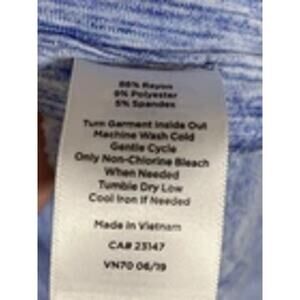 86% Rayon
9% Polyester
5% Spandex
Turn Garment Inside Out
Machine Wash Cold
Gentle Cycle
Only Non-Chlorine Bleach
When Needed
Tumble Dry Low
Cool Iron If Needed
Made in Vietnam
CA# 23147
VN70 06/19